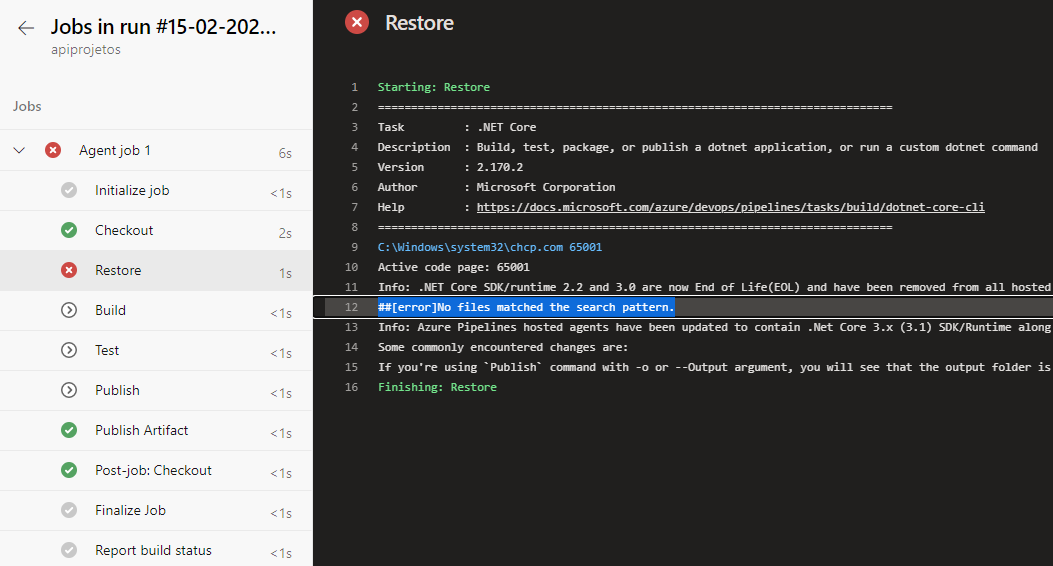 Jobs in run #15-02-202...
apiprojetos
Jobs
Agent job 1 6s
Initialize job <1s
Checkout 2s
Restore 1s
Build <1s
Test <1s
Publish <1s
Publish Artifact <1s
Post-job: Checkout <1s
Finalize Job <1s
Report build status <1s
Restore
1 Starting: Restore
2 ==============================================================================
3 Task : .NET Core
4 Description : Build, test, package, or publish a dotnet application, or run a custom dotnet command
5 Version : 2.170.2
6 Author : Microsoft Corporation
7 Help : https://docs.microsoft.com/azure/devops/pipelines/tasks/build/dotnet-core-cli
8 ==============================================================================
9 C:\Windows\system32\chcp.com 65001
10 Active code page: 65001
11 Info: .NET Core SDK/runtime 2.2 and 3.0 are now End of Life(EOL) and have been removed from all hosted
12 ##[error]No files matched the search pattern.
13 Info: Azure Pipelines hosted agents have been updated to contain .Net Core 3.x (3.1) SDK/Runtime along
14 Some commonly encountered changes are:
15 If you're using `Publish` command with -o or --Output argument, you will see that the output folder is
16 Finishing: Restore